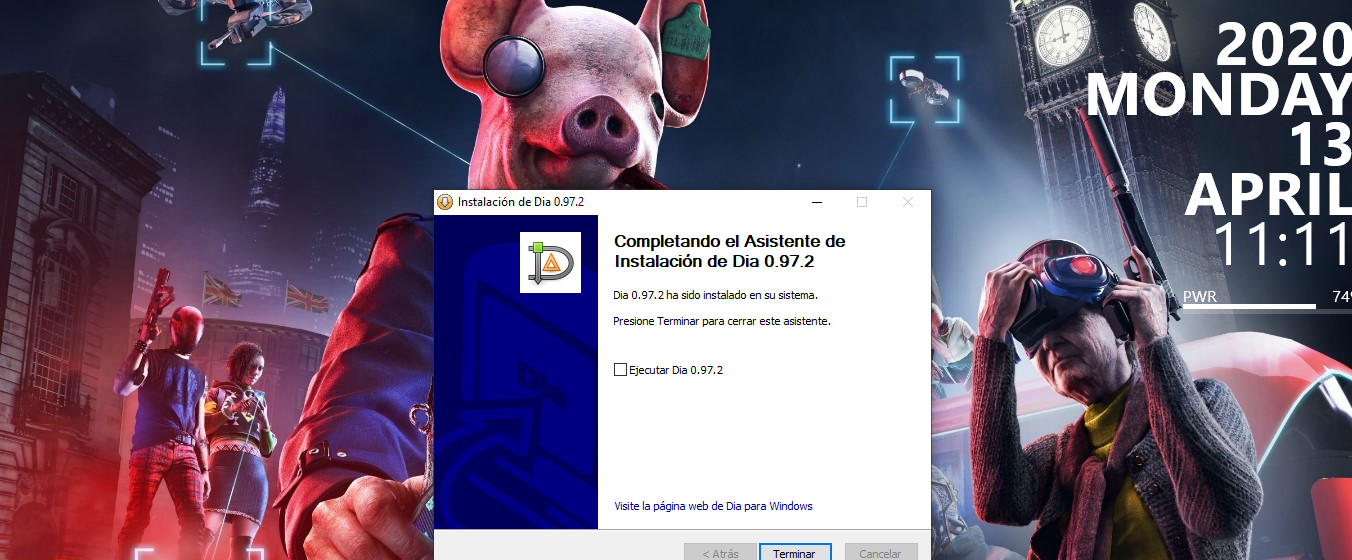 2020
MONDAY
13
APRIL
11:11
PWR
74%
Instalación de Dia 0.97.2
Completando el Asistente de
Instalación de Dia 0.97.2
Dia 0.97.2 ha sido instalado en su sistema.
Presione Terminar para cerrar este asistente.
Ejecutar Dia 0.97.2
Dia
Visite la página web de Dia para Windows
< Atrás
Terminar
Cancelar